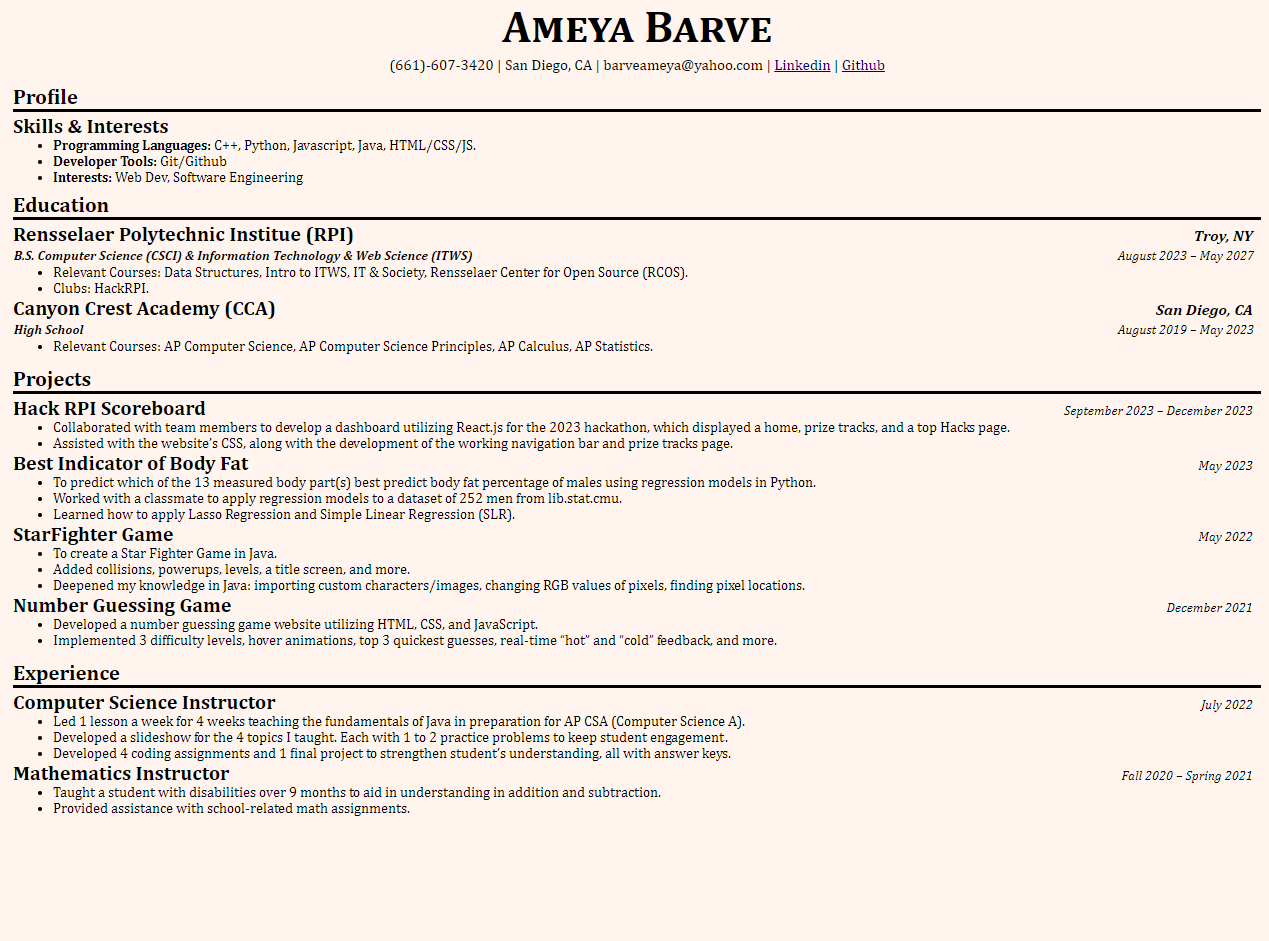 Ameya Barve
(661)-607-3420 | San Diego, CA | barveameya@yahoo.com | Linkedin | Github
Profile
Skills & Interests
• Programming Languages: C++, Python, Javascript, Java, HTML/CSS/JS.
• Developer Tools: Git/Github
• Interests: Web Dev, Software Engineering
Education
Rensselaer Polytechnic Institue (RPI) Troy, NY
B.S. Computer Science (CSCI) & Information Technology & Web Science (ITWS) August 2023 – May 2027
• Relevant Courses: Data Structures, Intro to ITWS, IT & Society, Rensselaer Center for Open Source (RCOS).
• Clubs: HackRPI.
Canyon Crest Academy (CCA) San Diego, CA
High School August 2019 – May 2023
• Relevant Courses: AP Computer Science, AP Computer Science Principles, AP Calculus, AP Statistics.
Projects
Hack RPI Scoreboard September 2023 – December 2023
• Collaborated with team members to develop a dashboard utilizing React.js for the 2023 hackathon, which displayed a home, prize tracks, and a top Hacks page.
• Assisted with the website’s CSS, along with the development of the working navigation bar and prize tracks page.
Best Indicator of Body Fat May 2023
• To predict which of the 13 measured body part(s) best predict body fat percentage of males using regression models in Python.
• Worked with a classmate to apply regression models to a dataset of 252 men from lib.stat.cmu.
• Learned how to apply Lasso Regression and Simple Linear Regression (SLR).
StarFighter Game May 2022
• To create a Star Fighter Game in Java.
• Added collisions, powerups, levels, a title screen, and more.
• Deepened my knowledge in Java: importing custom characters/images, changing RGB values of pixels, finding pixel locations.
Number Guessing Game December 2021
• Developed a number guessing game website utilizing HTML, CSS, and JavaScript.
• Implemented 3 difficulty levels, hover animations, top 3 quickest guesses, real-time “hot” and “cold” feedback, and more.
Experience
Computer Science Instructor July 2022
• Led 1 lesson a week for 4 weeks teaching the fundamentals of Java in preparation for AP CSA (Computer Science A).
• Developed a slideshow for the 4 topics I taught. Each with 1 to 2 practice problems to keep student engagement.
• Developed 4 coding assignments and 1 final project to strengthen student’s understanding, all with answer keys.
Mathematics Instructor Fall 2020 – Spring 2021
• Taught a student with disabilities over 9 months to aid in understanding in addition and subtraction.
• Provided assistance with school-related math assignments.